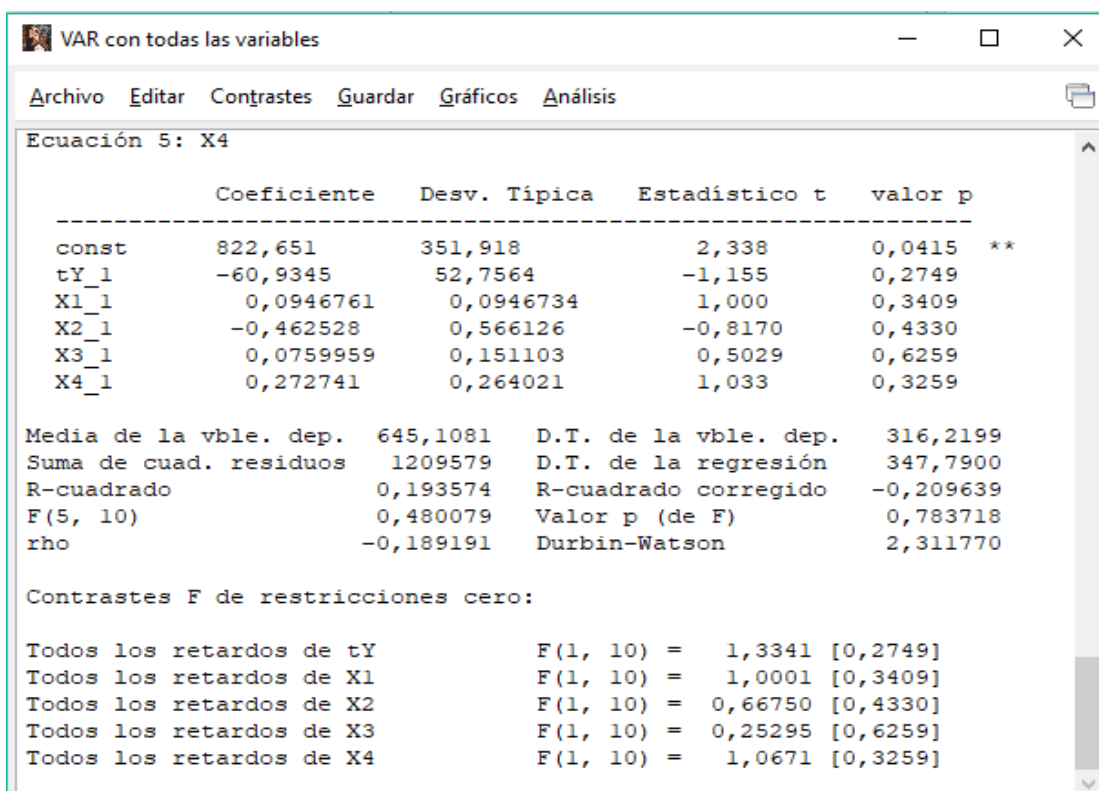 VAR con todas las variables
Archivo Editar Contrastes Guardar Gráficos Análisis
Ecuación 5: X4
Coeficiente Desv. Típica Estadístico t valor p
const 822,651 351,918 2,338 0,0415 **
tY_1 -60,9345 52,7564 -1,155 0,2749
X1_1 0,0946761 0,0946734 1,000 0,3409
X2_1 -0,462528 0,566126 -0,8170 0,4330
X3_1 0,0759959 0,151103 0,5029 0,6259
X4_1 0,272741 0,264021 1,033 0,3259
Media de la vble. dep. 645,1081 D.T. de la vble. dep. 316,2199
Suma de cuad. residuos 1209579 D.T. de la regresión 347,7900
R-cuadrado 0,193574 R-cuadrado corregido -0,209639
F(5, 10) 0,480079 Valor p (de F) 0,783718
rho -0,189191 Durbin-Watson 2,311770
Contrastes F de restricciones cero:
Todos los retardos de tY F(1, 10) = 1,3341 [0,2749]
Todos los retardos de X1 F(1, 10) = 1,0001 [0,3409]
Todos los retardos de X2 F(1, 10) = 0,66750 [0,4330]
Todos los retardos de X3 F(1, 10) = 0,25295 [0,6259]
Todos los retardos de X4 F(1, 10) = 1,0671 [0,3259]